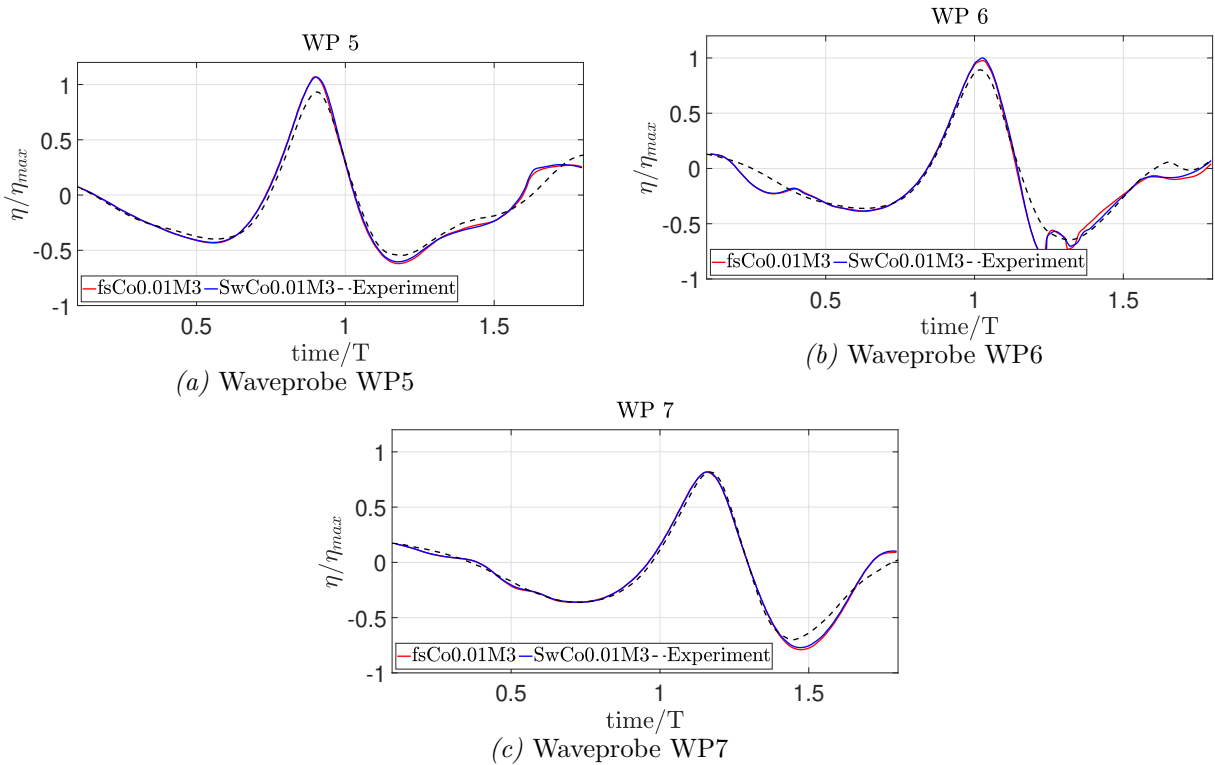 WP 5
1
0.5
0
-0.5
-1
η/ηmax
fsCo0.01M3 SwCo0.01M3 Experiment
0.5 1 1.5
time/T
(a) Waveprobe WP5
WP 6
1
0.5
0
-0.5
-1
η/ηmax
fsCo0.01M3 SwCo0.01M3 Experiment
0.5 1 1.5
time/T
(b) Waveprobe WP6
WP 7
1
0.5
0
-0.5
-1
η/ηmax
fsCo0.01M3 SwCo0.01M3 Experiment
0.5 1 1.5
time/T
(c) Waveprobe WP7